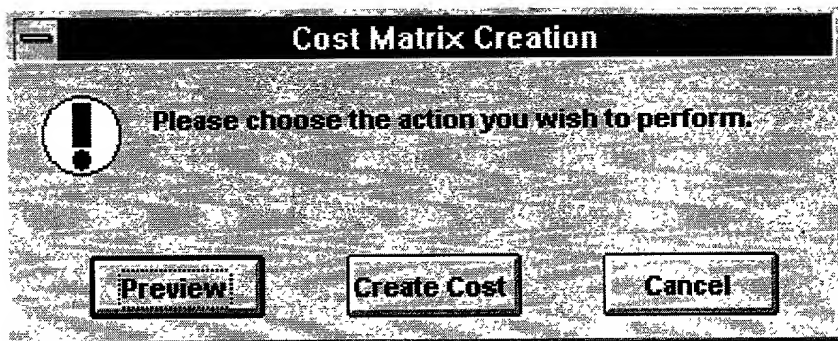 Cost Matrix Creation
Please choose the action you wish to perform.
Preview Create Cost Cancel